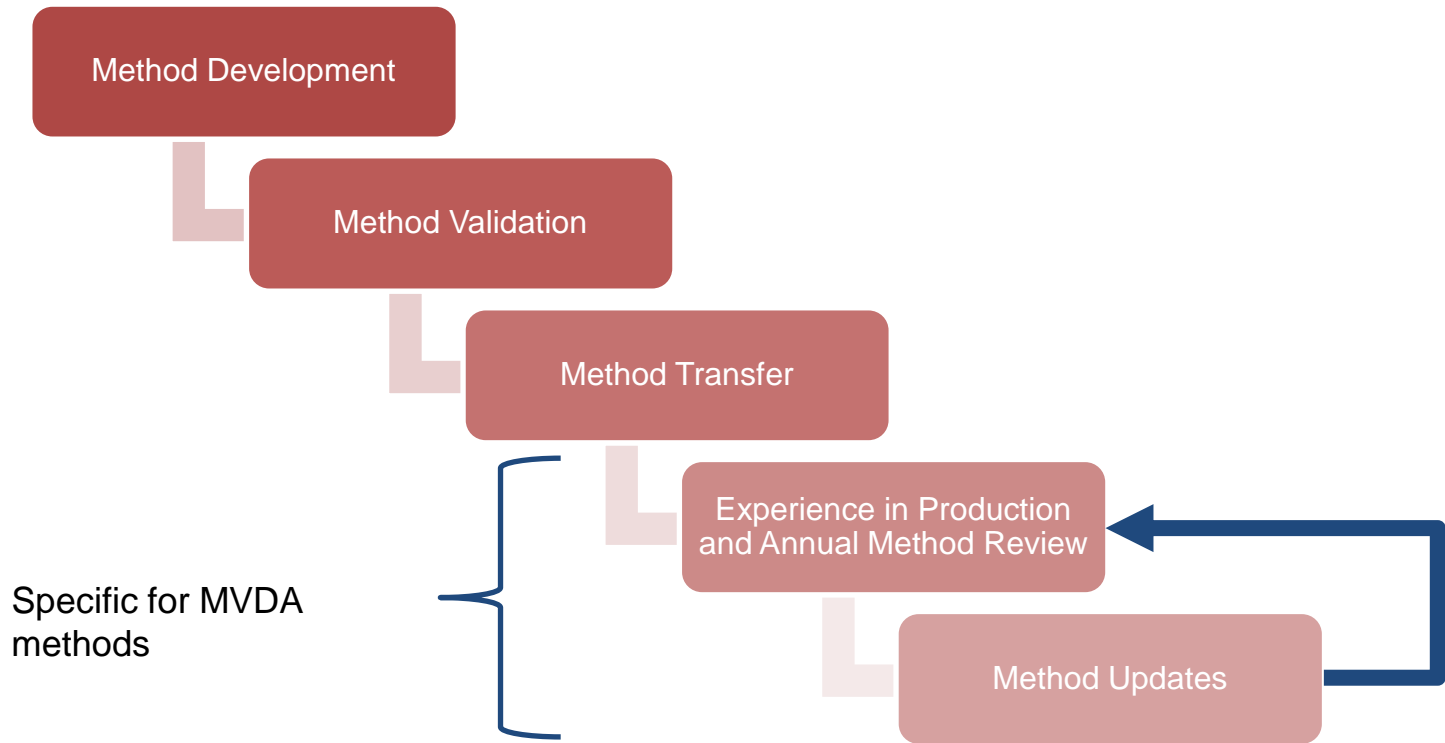 Method Development
Method Validation
Method Transfer
Experience in Production
and Annual Method Review
Specific for MVDA
methods
Method Updates